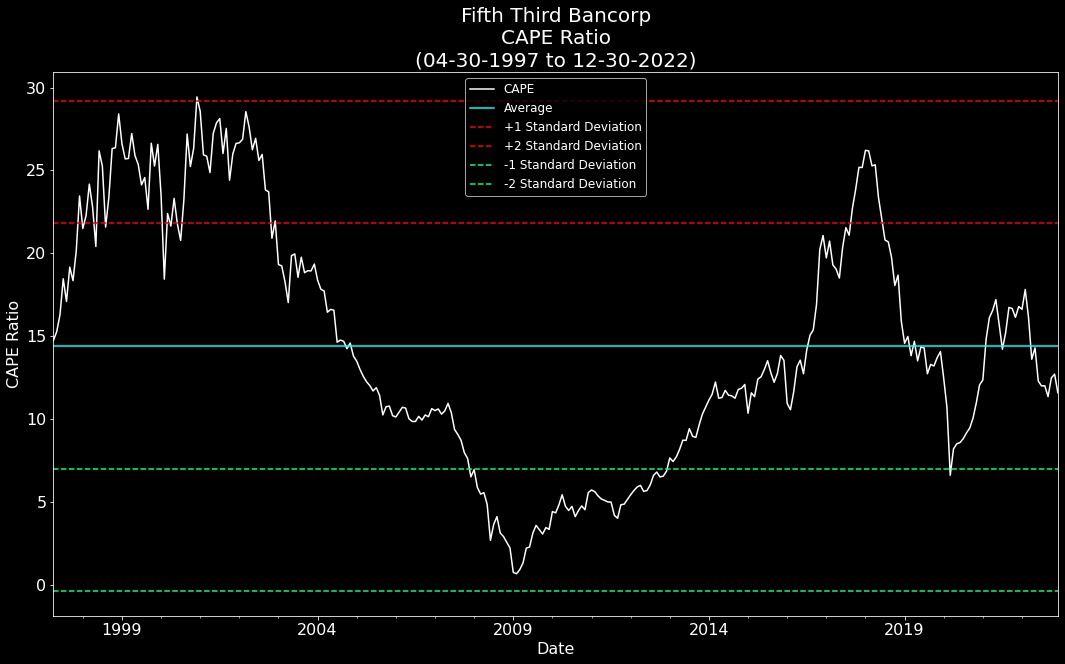 Fifth Third Bancorp
CAPE Ratio
(04-30-1997 to 12-30-2022)
CAPE
Average
+1 Standard Deviation
+2 Standard Deviation
-1 Standard Deviation
-2 Standard Deviation
30
25
20
15
10
5
0
CAPE Ratio
1999 2004 2009 2014 2019
Date